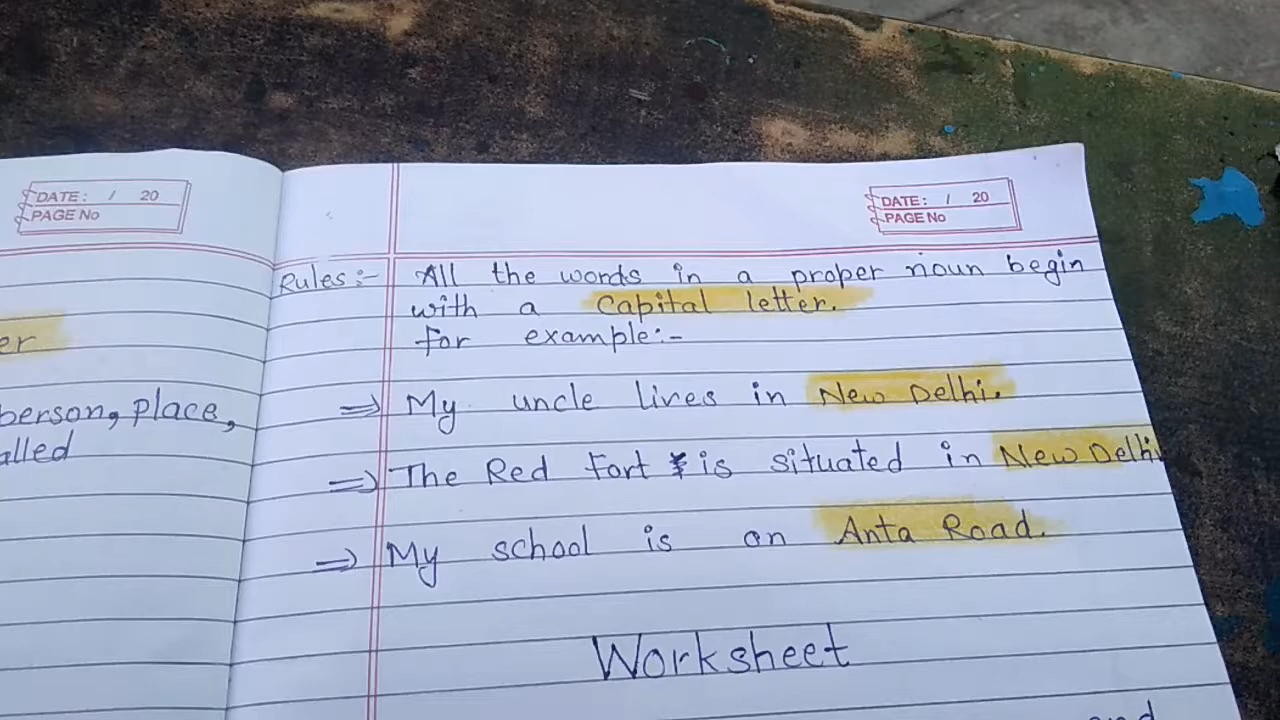 DATE: / 20
PAGE No
er
person, place,
alled
DATE: / 20
PAGE No
Rules:- All the words in a proper noun begin
with a Capital letter.
for example:-
⇒ My uncle lives in New Delhi.
⇒ The Red Fort is situated in New Delhi
⇒ My school is on Anta Road.
Worksheet
and